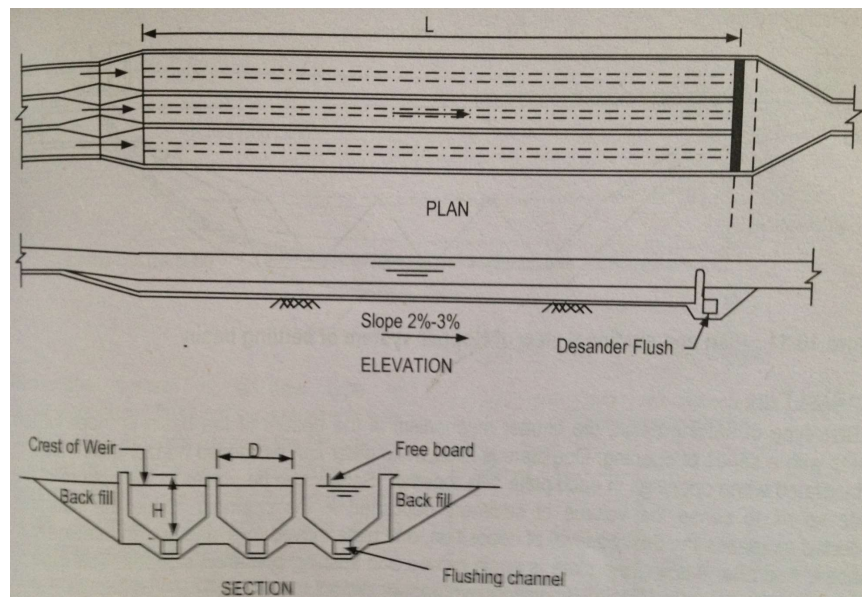 L
PLAN
Slope 2%-3%
ELEVATION
Desander Flush
Crest of Weir
D
Free board
Back fill
H
Back fill
SECTION
Flushing channel